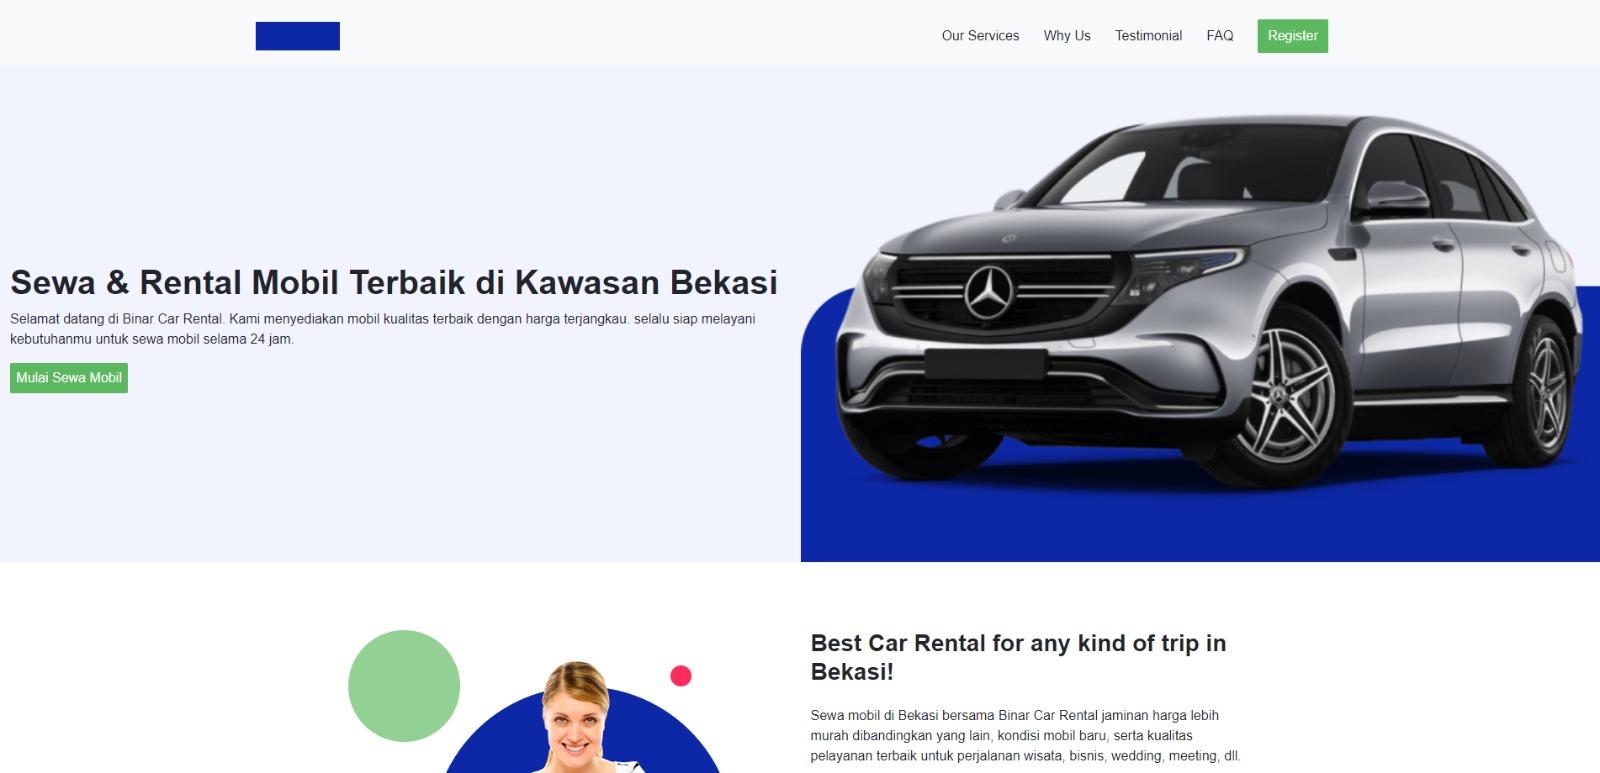 Our Services Why Us Testimonial FAQ Register
Sewa & Rental Mobil Terbaik di Kawasan Bekasi
Selamat datang di Binar Car Rental. Kami menyediakan mobil kualitas terbaik dengan harga terjangkau. selalu siap melayani
kebutuhanmu untuk sewa mobil selama 24 jam.
Mulai Sewa Mobil
Best Car Rental for any kind of trip in
Bekasi!
Sewa mobil di Bekasi bersama Binar Car Rental jaminan harga lebih
murah dibandingkan yang lain, kondisi mobil baru, serta kualitas
pelayanan terbaik untuk perjalanan wisata, bisnis, wedding, meeting, dll.